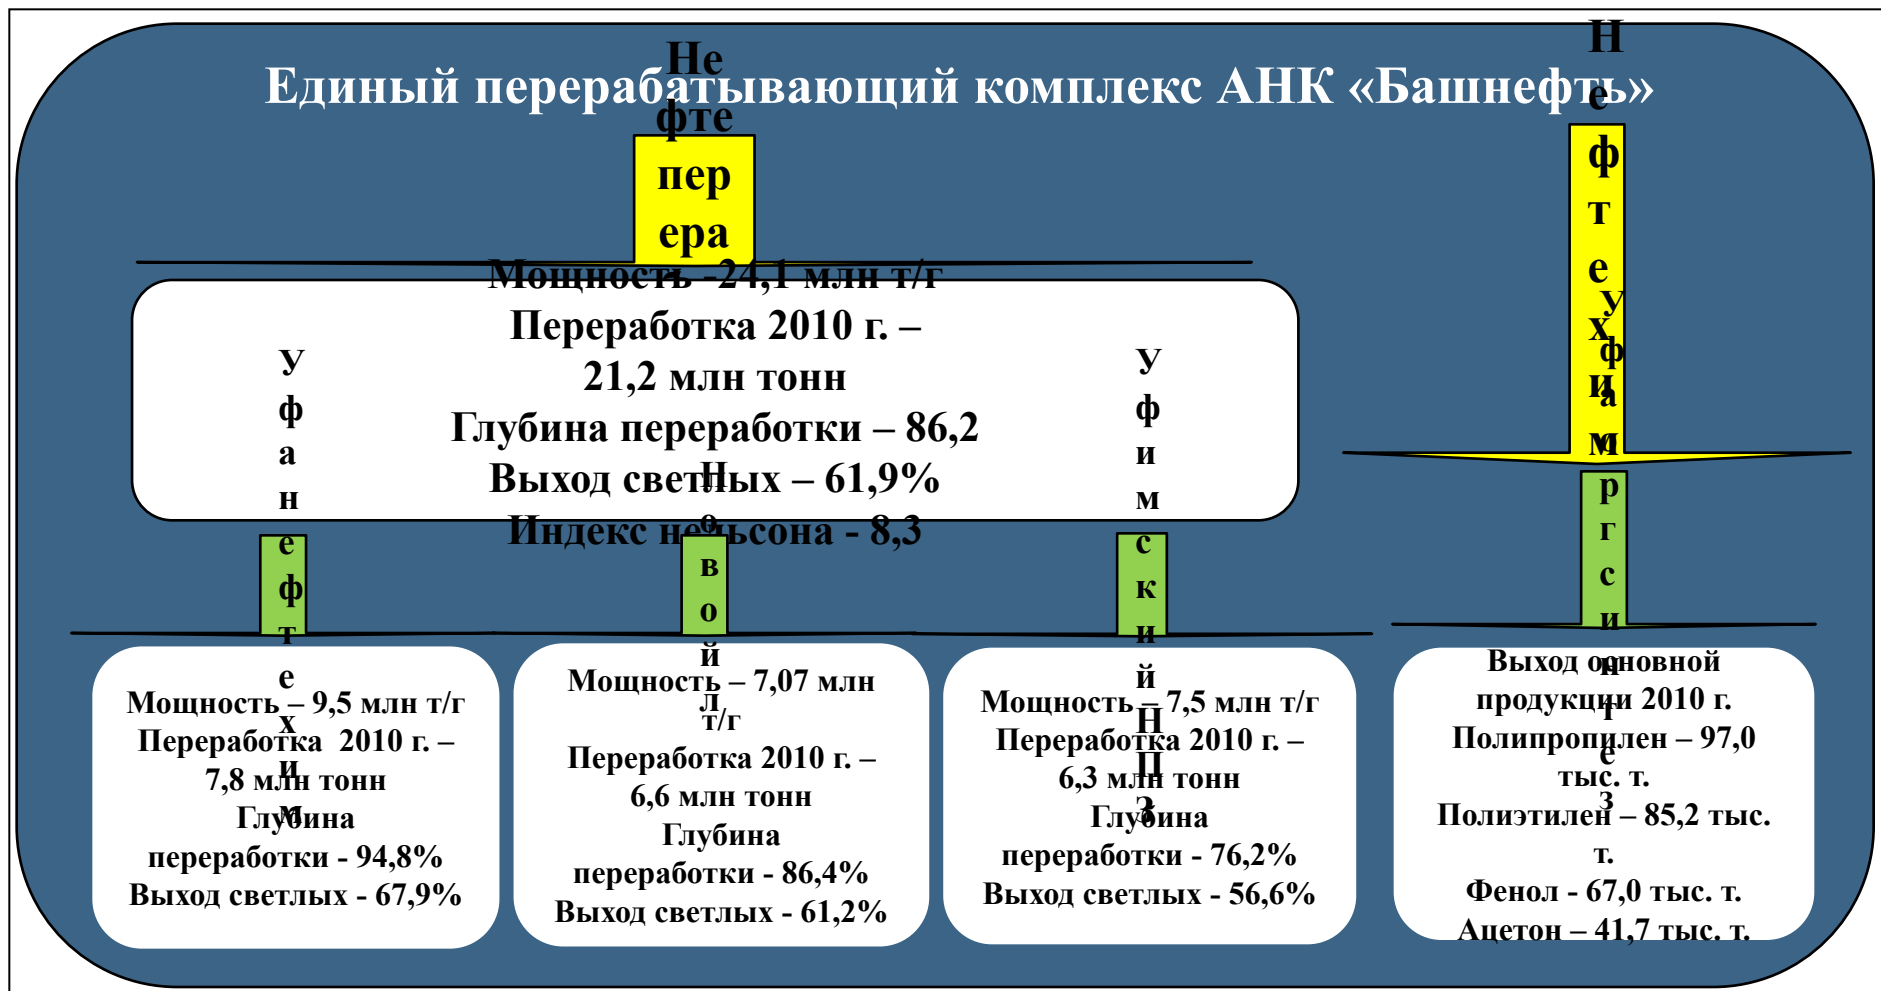 Единый перерабатывающий комплекс АНК «Башнефть»
Не
фте
пер
ера
Нефтехим
Мощность -24,1 млн т/г
Переработка 2010 г. –
21,2 млн тонн
Глубина переработки – 86,2
Выход светлых – 61,9%
Индекс нельсона - 8,3
Уфанефтехим
Мощность – 9,5 млн т/г
Переработка 2010 г. –
7,8 млн тонн
Глубина
переработки - 94,8%
Выход светлых - 67,9%
Новойл
Мощность – 7,07 млн
т/г
Переработка 2010 г. –
6,6 млн тонн
Глубина
переработки - 86,4%
Выход светлых - 61,2%
Уфимский НПЗ
Мощность – 7,5 млн т/г
Переработка 2010 г. –
6,3 млн тонн
Глубина
переработки - 76,2%
Выход светлых - 56,6%
Уфаоргсинтез
Выход основной
продукции 2010 г.
Полипропилен – 97,0
тыс. т.
Полиэтилен – 85,2 тыс.
т.
Фенол - 67,0 тыс. т.
Ацетон – 41,7 тыс. т.